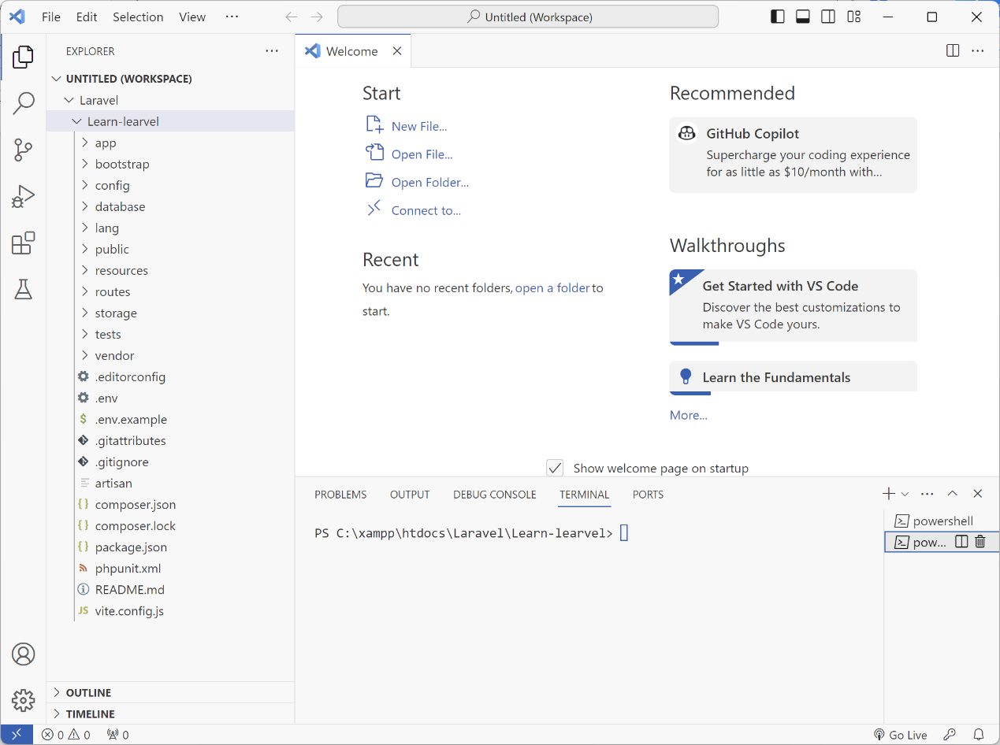 File Edit Selection View ···
Untitled (Workspace)
EXPLORER
UNTITLED (WORKSPACE)
Laravel
Learn-learvel
app
bootstrap
config
database
lang
public
resources
routes
storage
tests
vendor
.editorconfig
.env
$ .env.example
.gitattributes
.gitignore
artisan
{} composer.json
{} composer.lock
{} package.json
phpunit.xml
README.md
JS vite.config.js
OUTLINE
TIMELINE
Welcome
Start
New File...
Open File...
Open Folder...
Connect to...
Recent
You have no recent folders, open a folder to
start.
Recommended
GitHub Copilot
Supercharge your coding experience
for as little as $10/month with...
Walkthroughs
Get Started with VS Code
Discover the best customizations to
make VS Code yours.
Learn the Fundamentals
More...
Show welcome page on startup
PROBLEMS OUTPUT DEBUG CONSOLE TERMINAL PORTS
PS C:\xampp\htdocs\Laravel\Learn-learvel>
powershell
pow...
0 0 0
Go Live